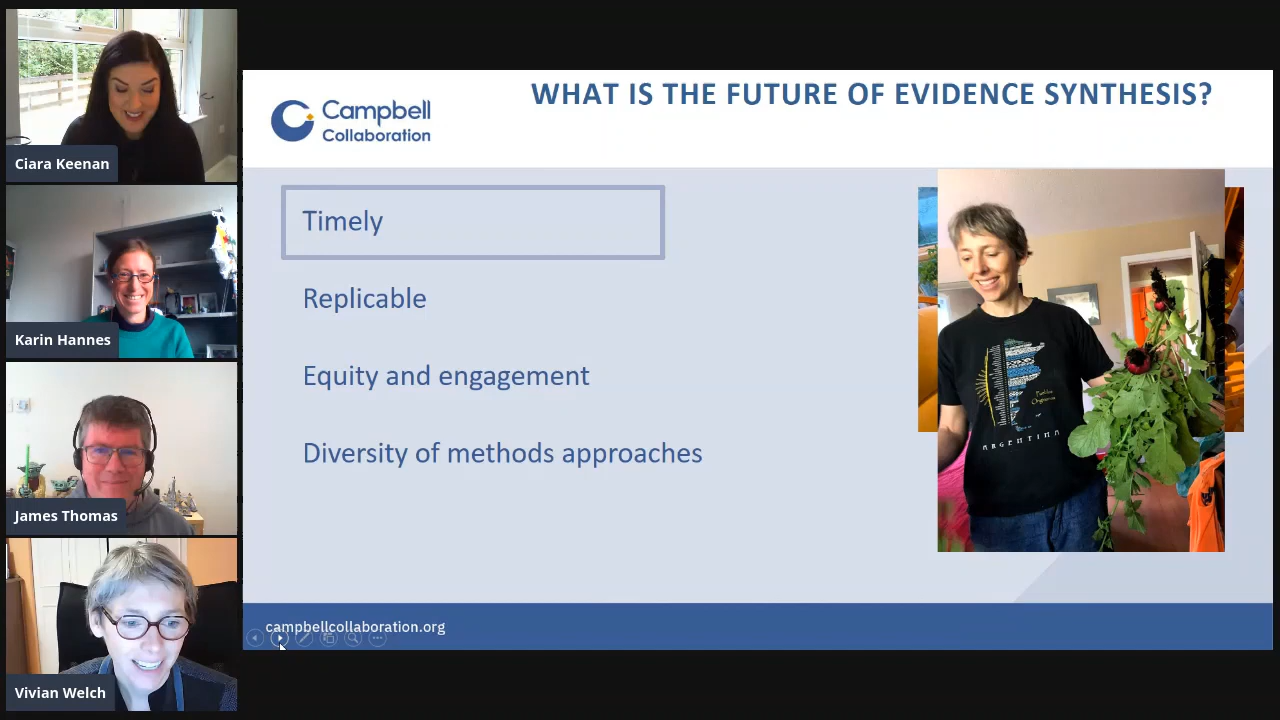 Ciara Keenan
Karin Hannes
James Thomas
Vivian Welch
Campbell
Collaboration
WHAT IS THE FUTURE OF EVIDENCE SYNTHESIS?
Timely
Replicable
Equity and engagement
Diversity of methods approaches
ARGENTINA
campbellcollaboration.org